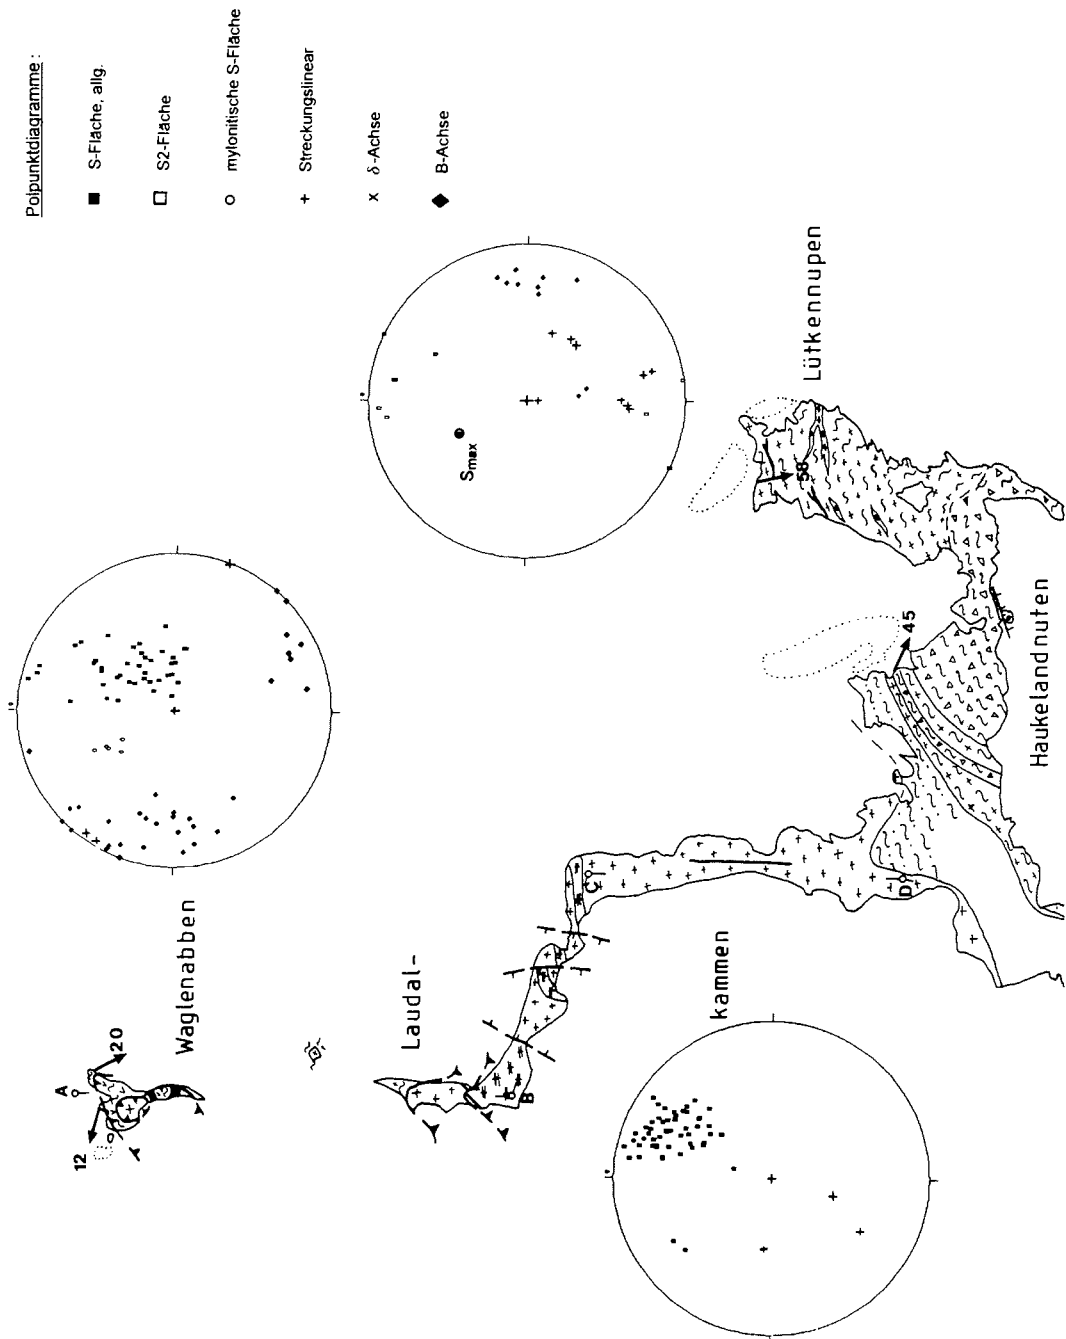 Polpunktdiagramme :
S-Fläche, allg.
S2-Fläche
mylonitische S-Fläche
Streckungslinear
δ-Achse
B-Achse
Smax
Lütkennupen
58
45
Haukelandnuten
Waglenabben
A
20
12
Laudal-
kammen
B
C
D